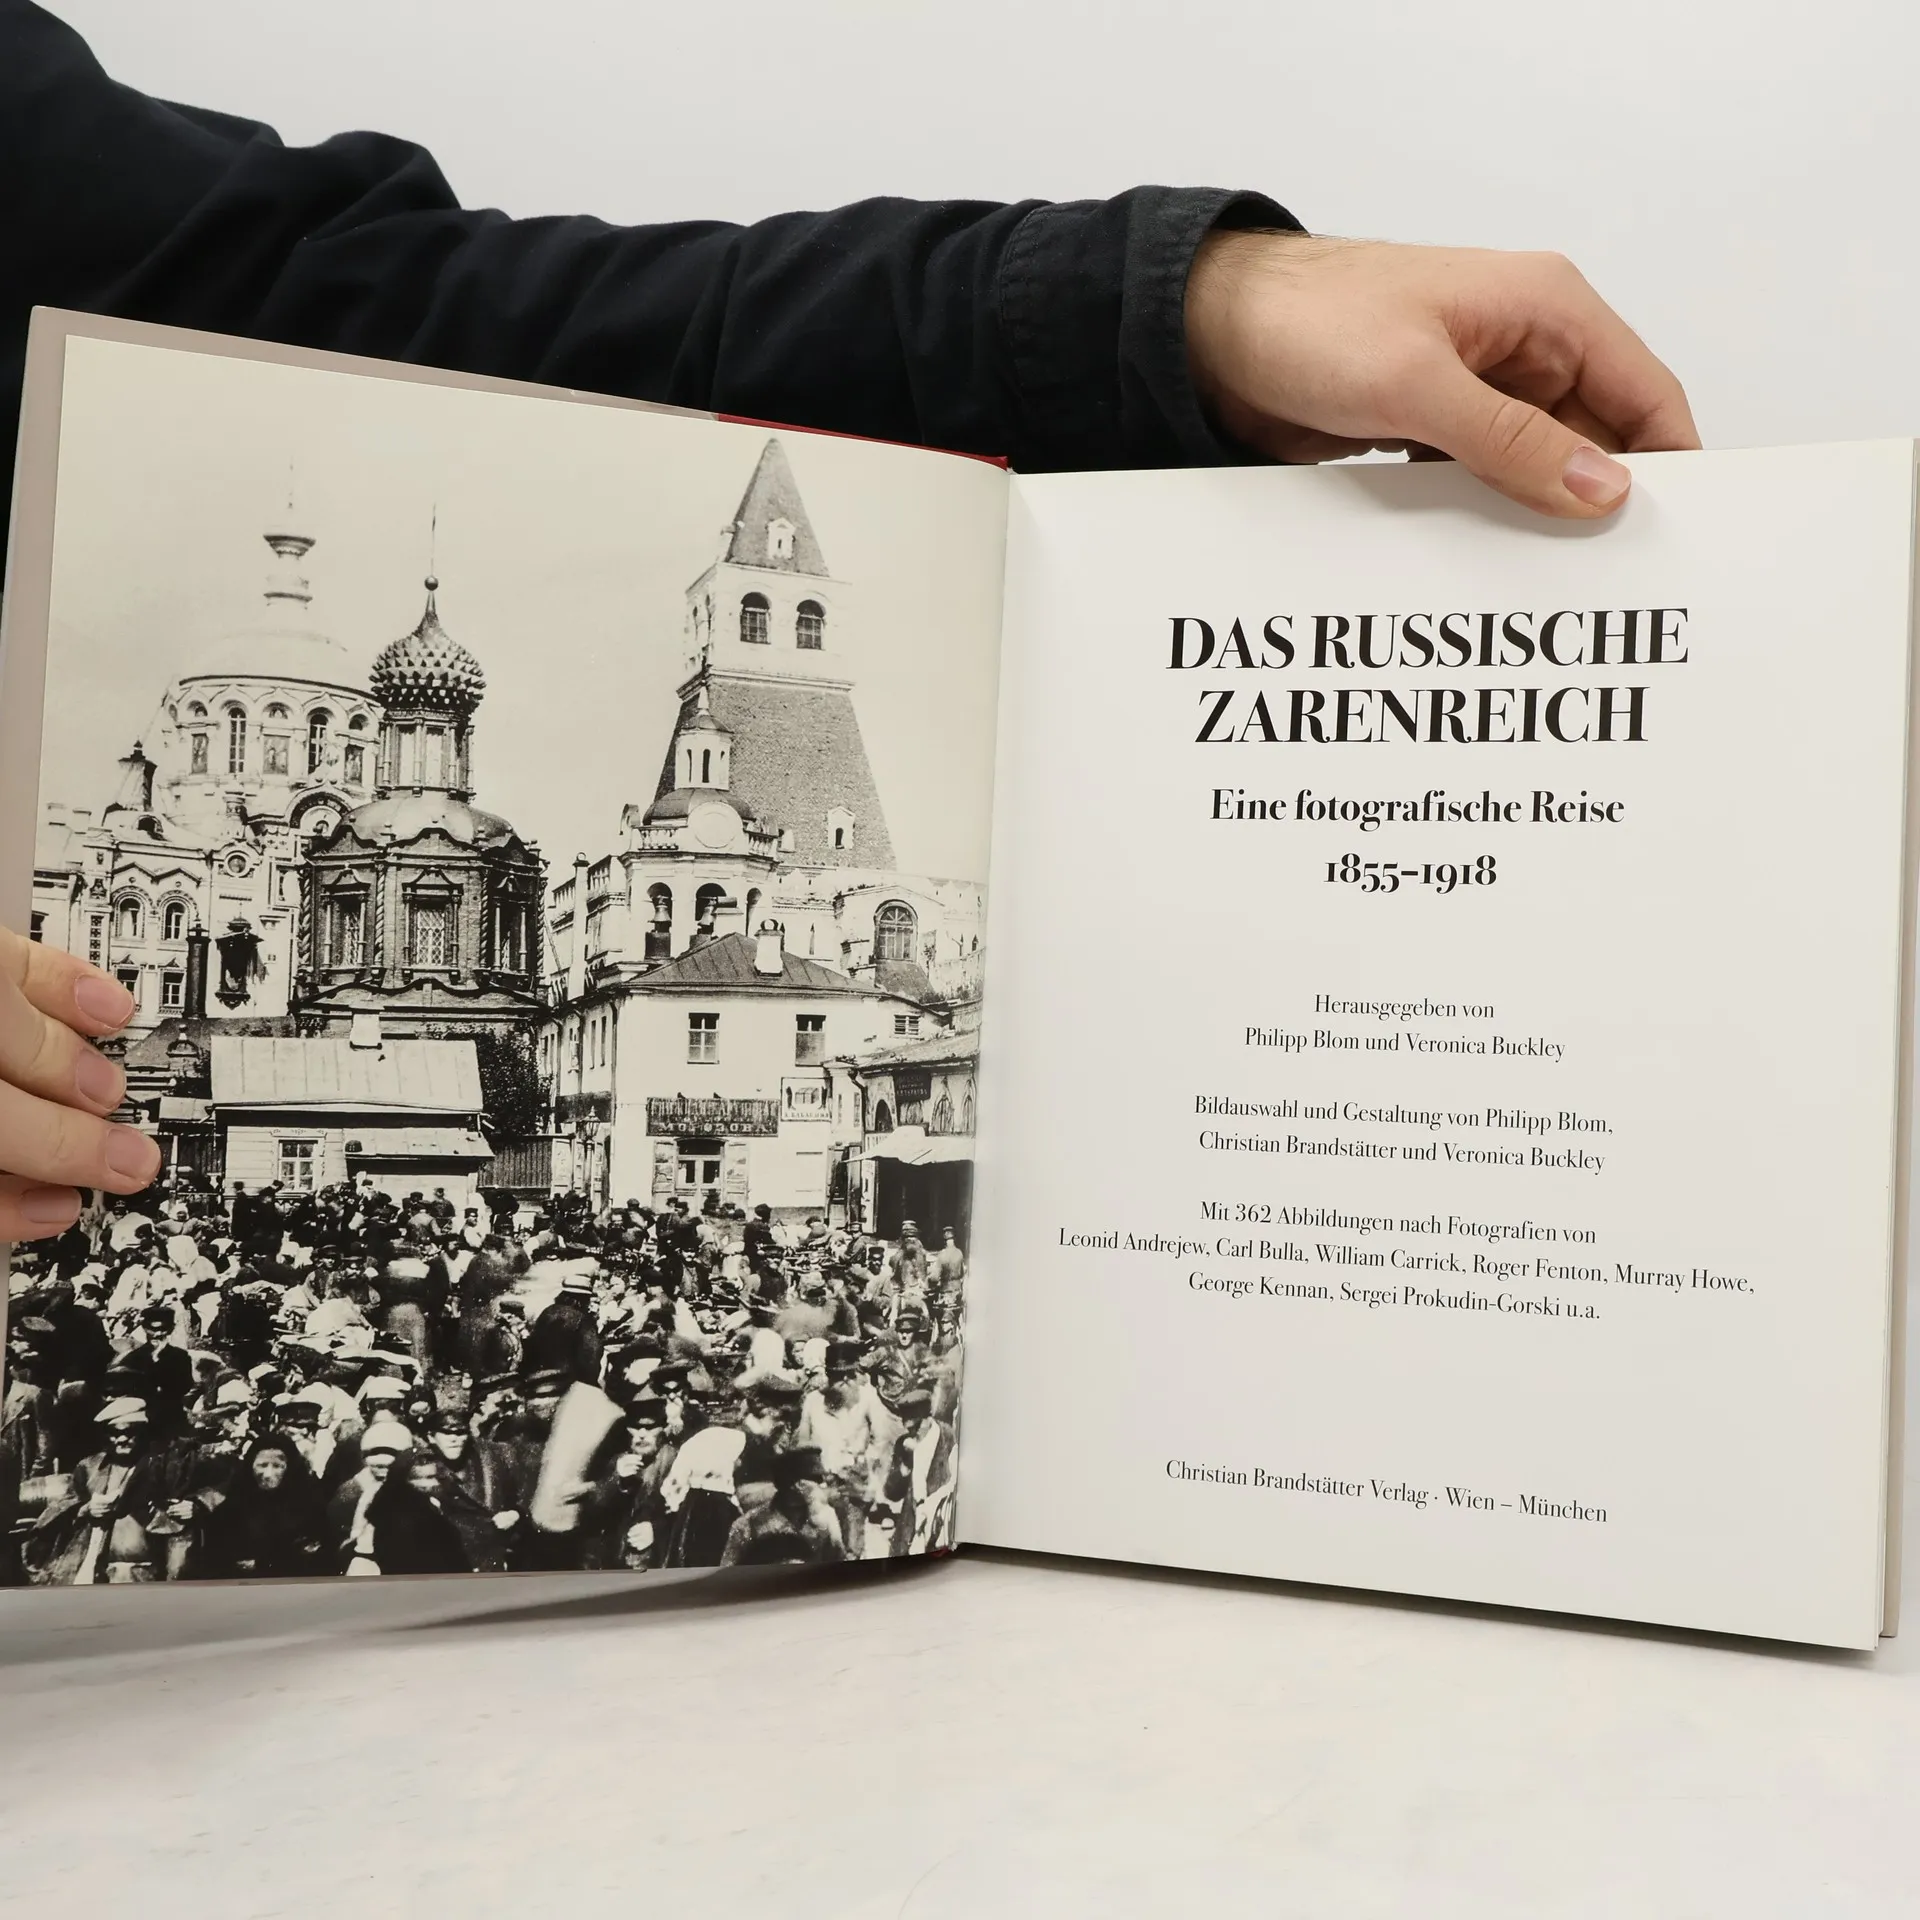 DAS RUSSISCHE
ZARENREICH
Eine fotografische Reise
1855–1918
Herausgegeben von
Philipp Blom und Veronica Buckley
Bildauswahl und Gestaltung von Philipp Blom,
Christian Brandstätter und Veronica Buckley
Mit 362 Abbildungen nach Fotografien von
Leonid Andrejew, Carl Bulla, William Carrick, Roger Fenton, Murray Howe,
George Kennan, Sergei Prokudin-Gorski u.a.
Christian Brandstätter Verlag · Wien – München